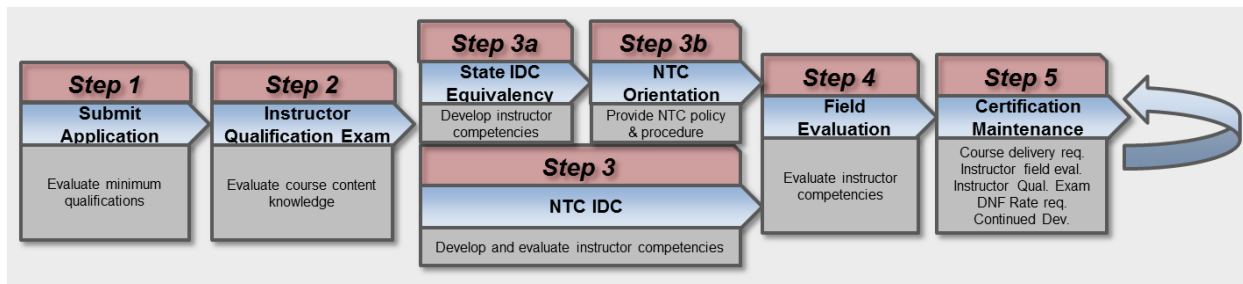 Step 1
Submit
Application
Evaluate minimum
qualifications
Step 2
Instructor
Qualification Exam
Evaluate course content
knowledge
Step 3a
State IDC
Equivalency
Develop instructor
competencies
Step 3b
NTC
Orientation
Provide NTC policy
& procedure
Step 3
NTC IDC
Develop and evaluate instructor competencies
Step 4
Field
Evaluation
Evaluate instructor
competencies
Step 5
Certification
Maintenance
Course delivery req.
Instructor field eval.
Instructor Qual. Exam
DNF Rate req.
Continued Dev.